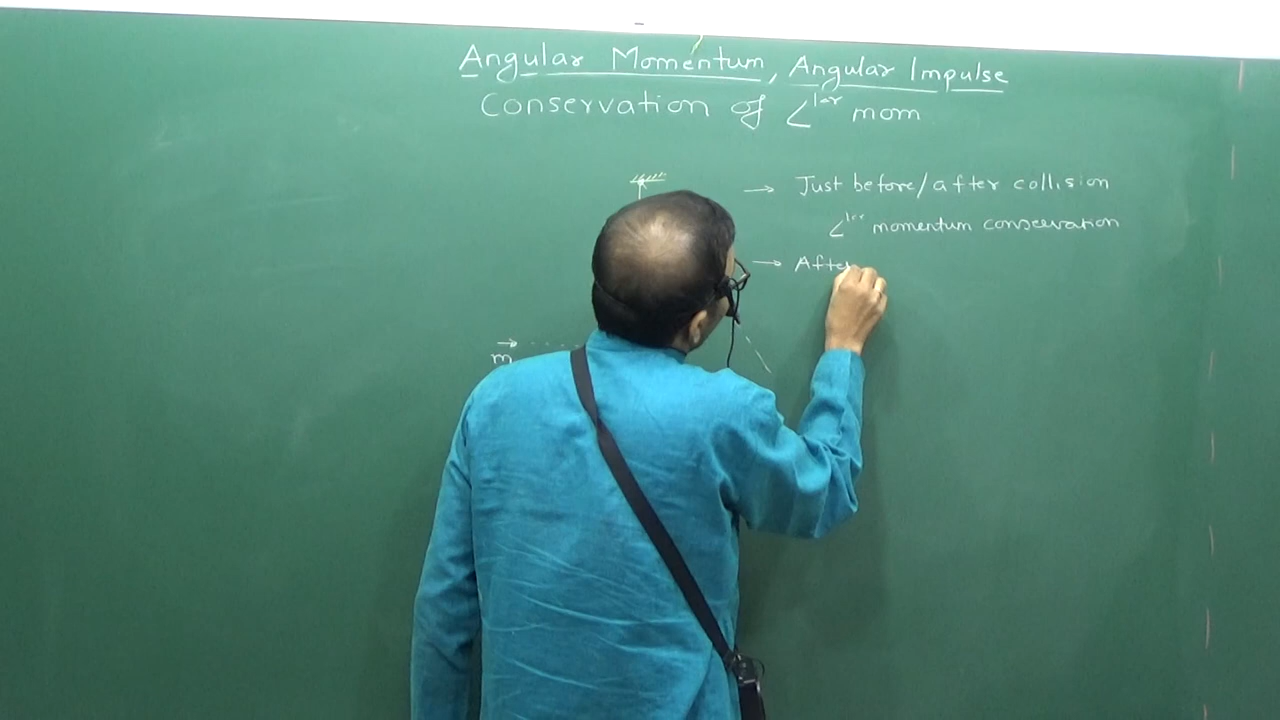 Angular Momentum, Angular Impulse
Conservation of ∠lar mom
→ Just before/after collision
∠lar momentum conservation
→ After
m